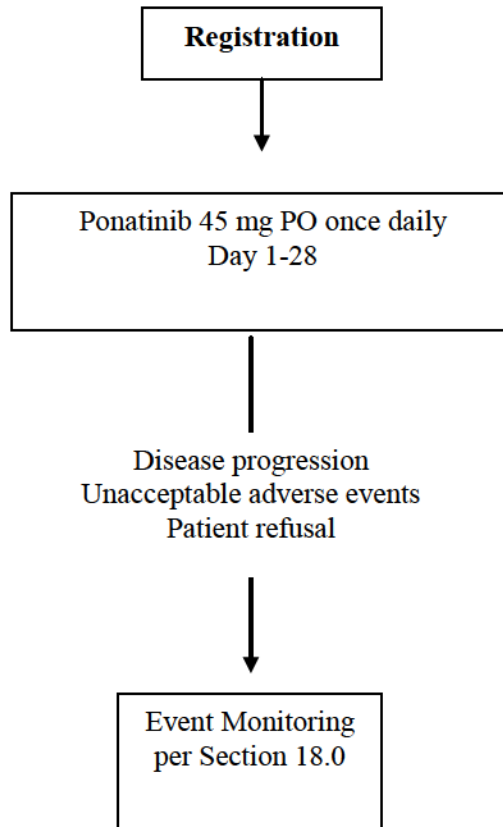 Registration
Ponatinib 45 mg PO once daily
Day 1-28
Disease progression
Unacceptable adverse events
Patient refusal
Event Monitoring
per Section 18.0